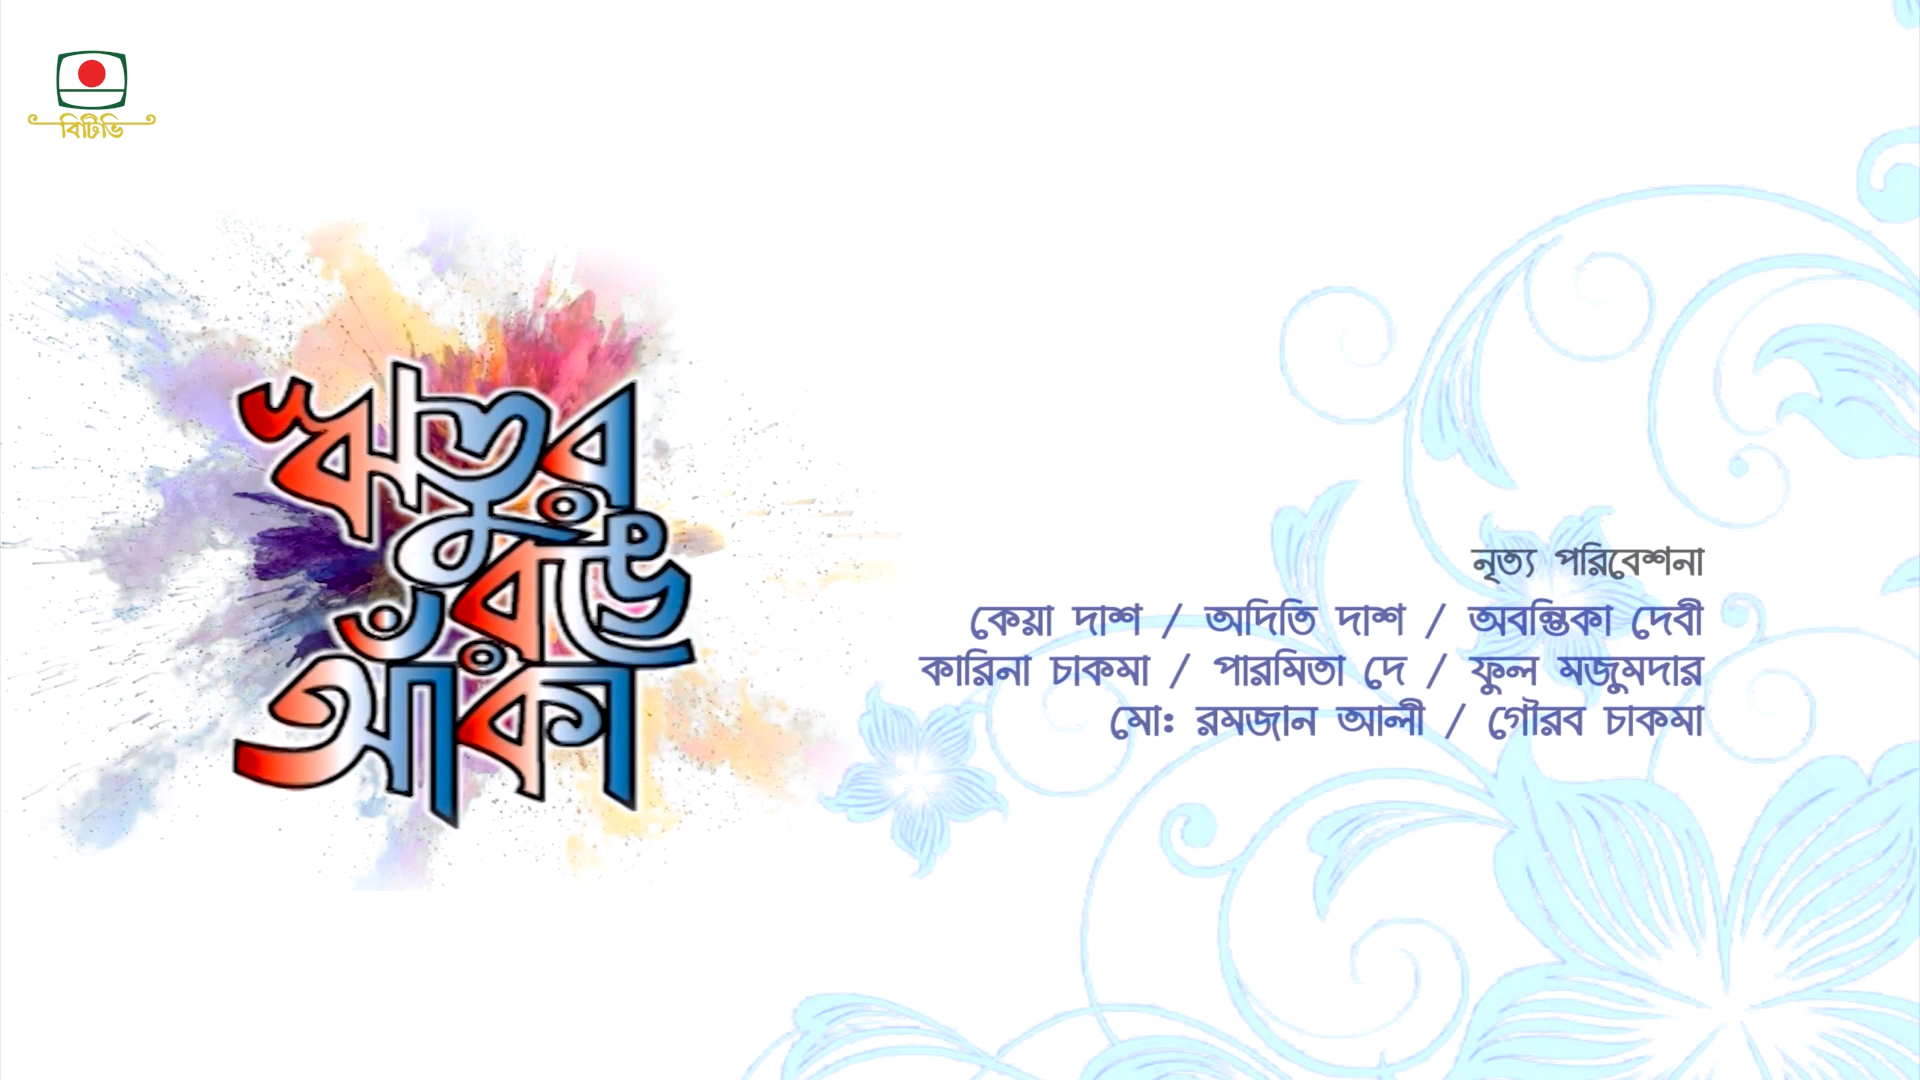 বিটিভি
ঋতুর
রঙে
আঁকা
নৃত্য পরিবেশনা
কেয়া দাশ / অদিতি দাশ / অবন্তিকা দেবী
কারিনা চাকমা / পারমিতা দে / ফুল মজুমদার
মোঃ রমজান আলী / গৌরব চাকমা